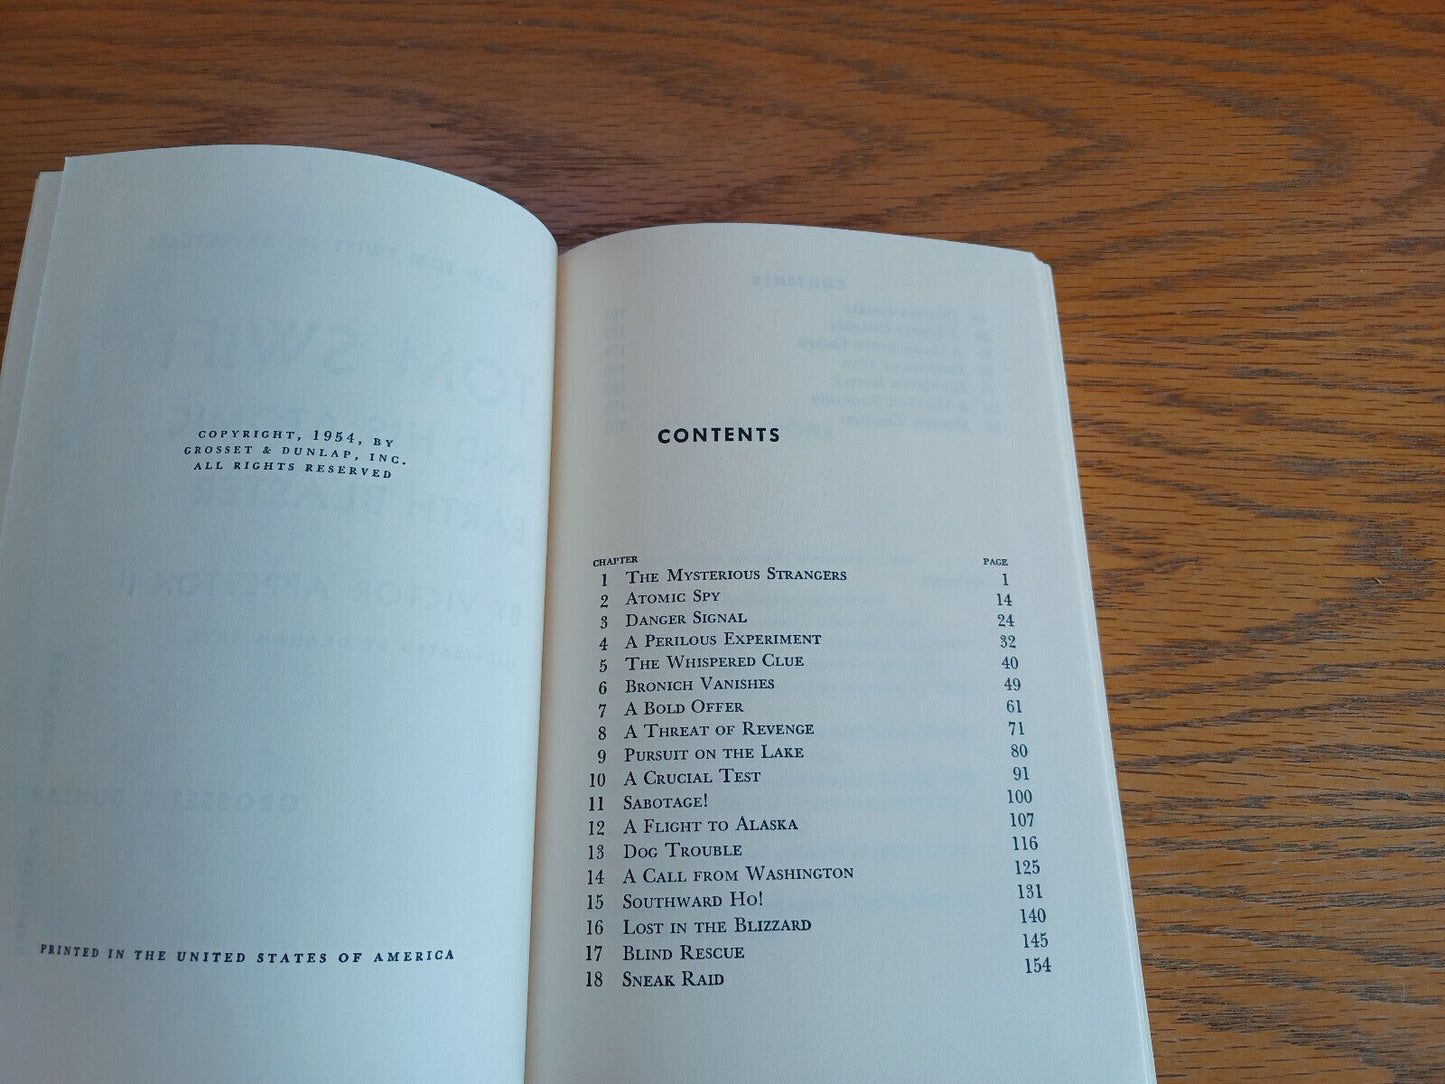 COPYRIGHT, 1954, BY
GROSSET & DUNLAP, INC.
ALL RIGHTS RESERVED
PRINTED IN THE UNITED STATES OF AMERICA
CONTENTS
CHAPTER PAGE
1 The Mysterious Strangers 1
2 Atomic Spy 14
3 Danger Signal 24
4 A Perilous Experiment 32
5 The Whispered Clue 40
6 Bronich Vanishes 49
7 A Bold Offer 61
8 A Threat of Revenge 71
9 Pursuit on the Lake 80
10 A Crucial Test 91
11 Sabotage! 100
12 A Flight to Alaska 107
13 Dog Trouble 116
14 A Call from Washington 125
15 Southward Ho! 131
16 Lost in the Blizzard 140
17 Blind Rescue 145
18 Sneak Raid 154